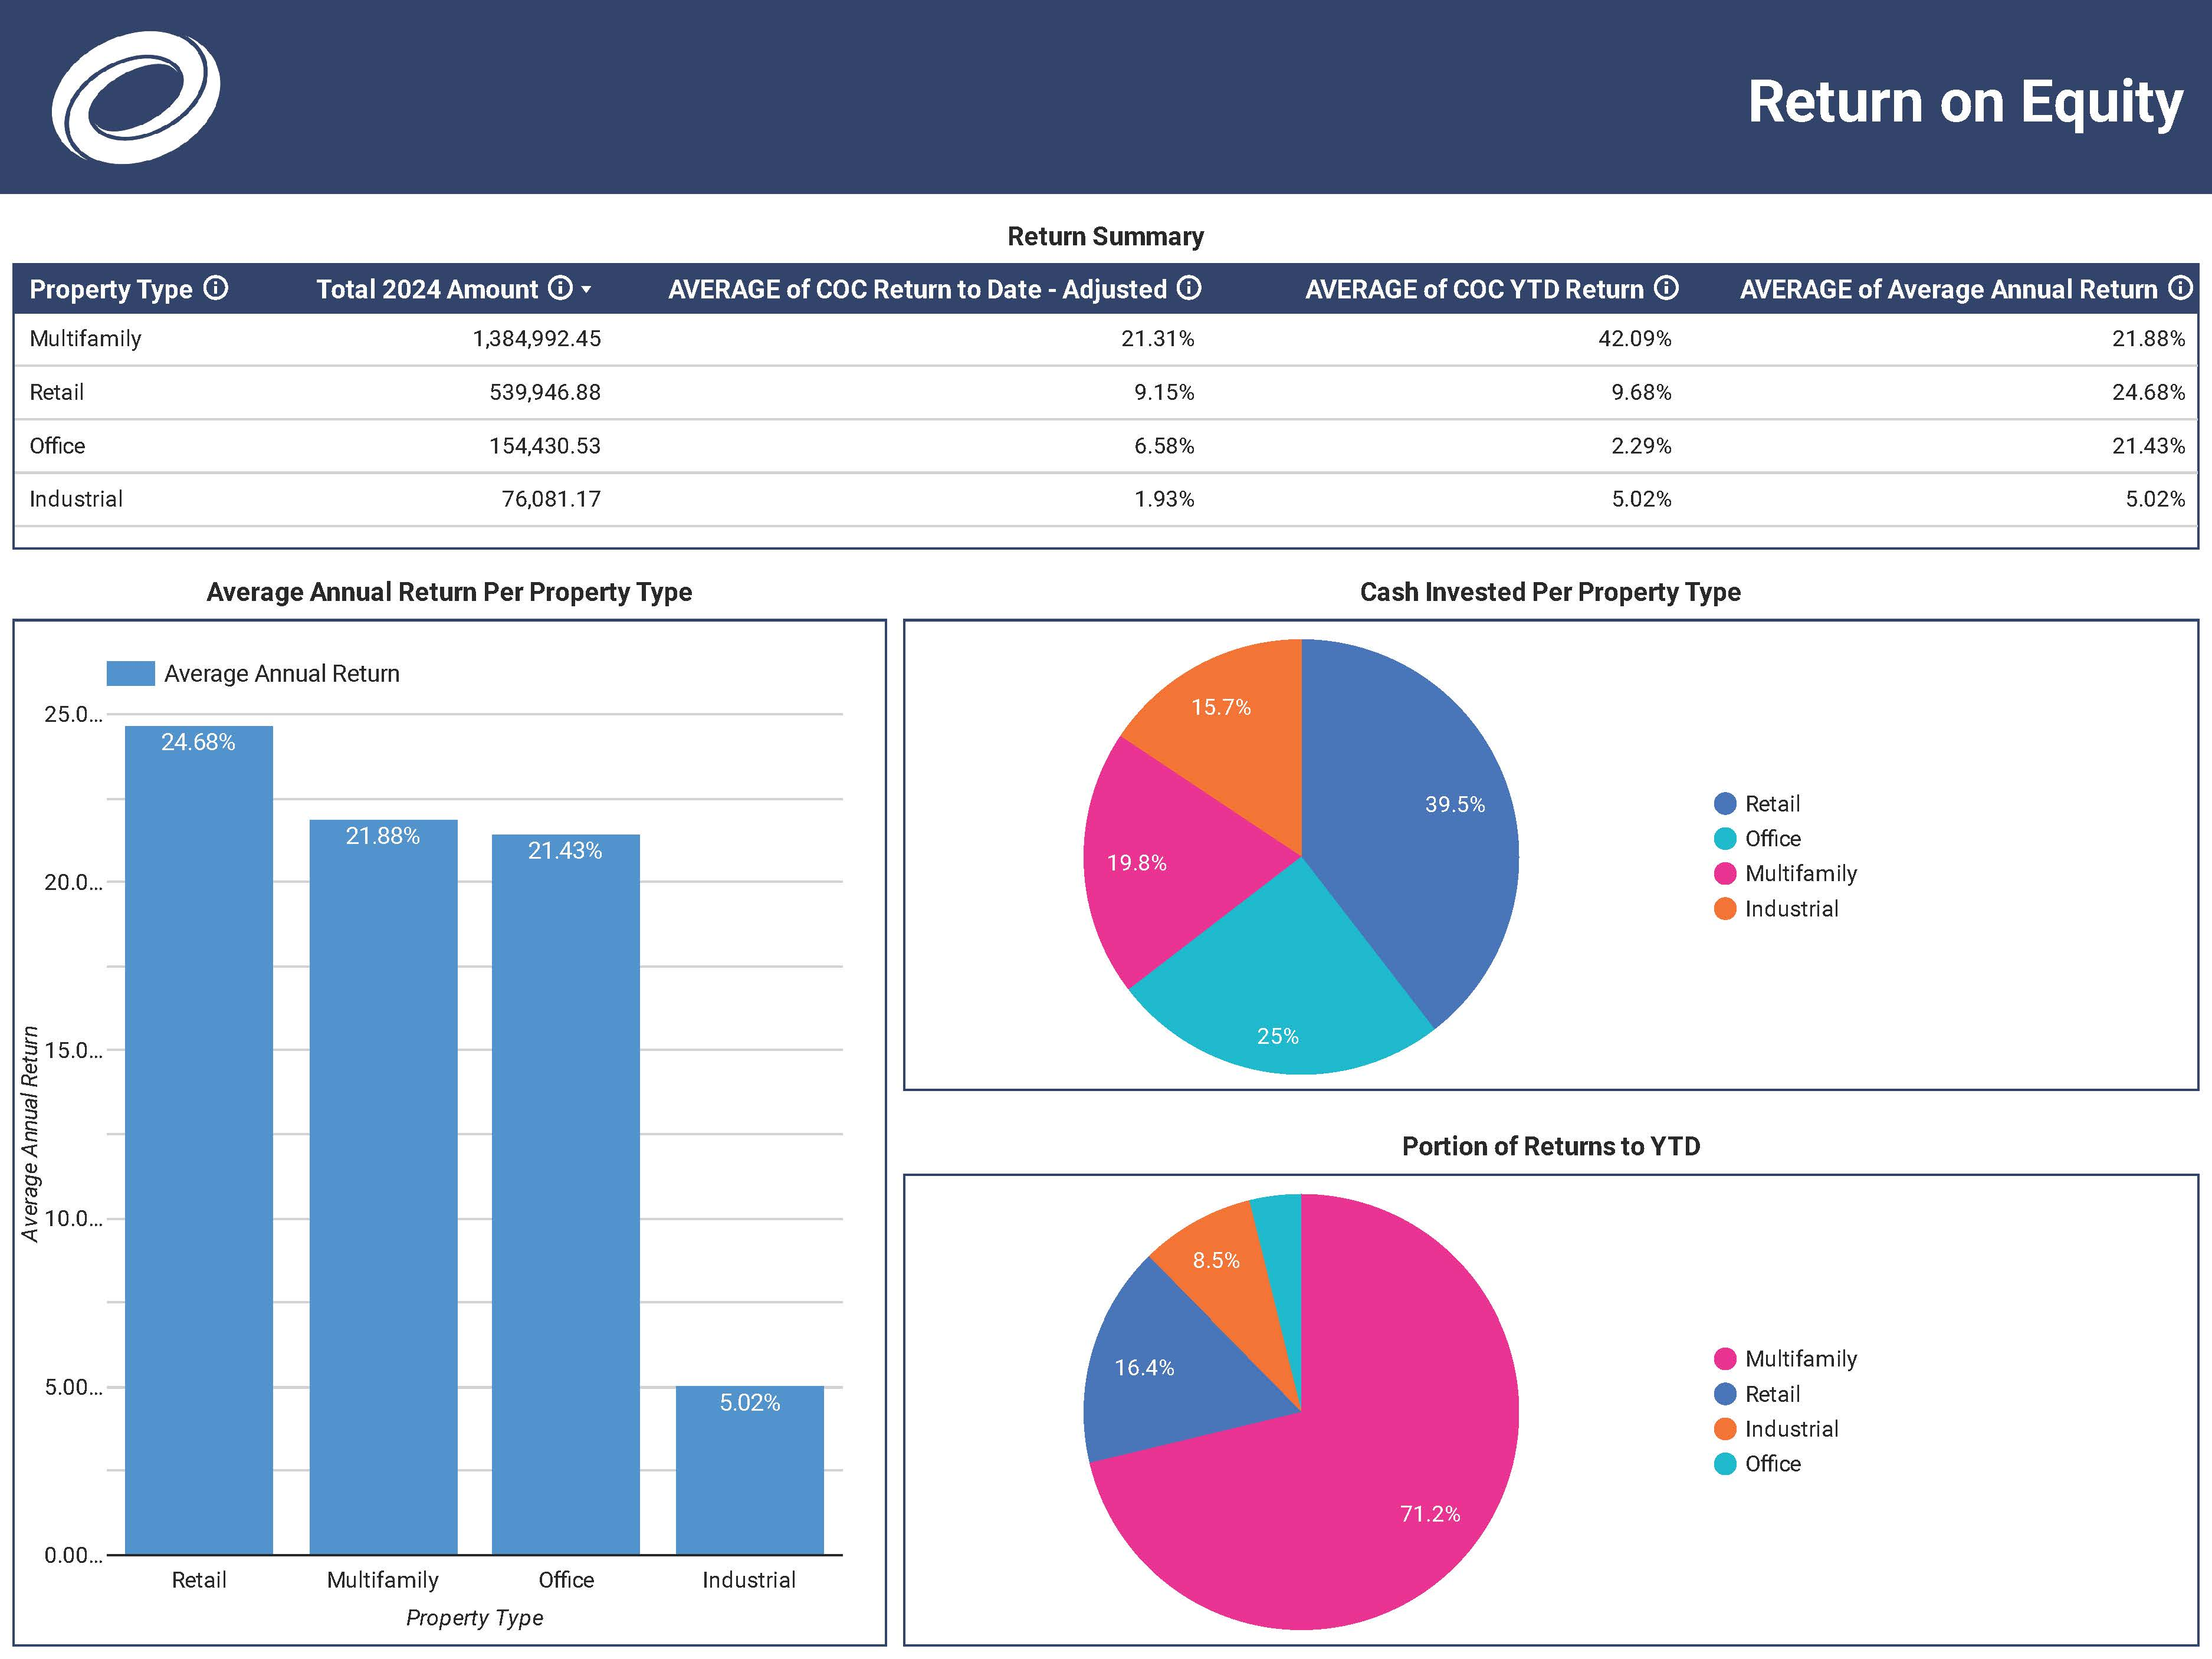 Return on Equity
Return Summary
Property Type Total 2024 Amount AVERAGE of COC Return to Date - Adjusted AVERAGE of COC YTD Return AVERAGE of Average Annual Return
Multifamily 1,384,992.45 21.31% 42.09% 21.88%
Retail 539,946.88 9.15% 9.68% 24.68%
Office 154,430.53 6.58% 2.29% 21.43%
Industrial 76,081.17 1.93% 5.02% 5.02%
Average Annual Return Per Property Type
Average Annual Return
25.0...
20.0...
15.0...
10.0...
5.00...
0.00...
24.68%
21.88%
21.43%
5.02%
Average Annual Return
Retail Multifamily Office Industrial
Property Type
Cash Invested Per Property Type
15.7%
39.5%
19.8%
25%
Retail
Office
Multifamily
Industrial
Portion of Returns to YTD
8.5%
16.4%
71.2%
Multifamily
Retail
Industrial
Office